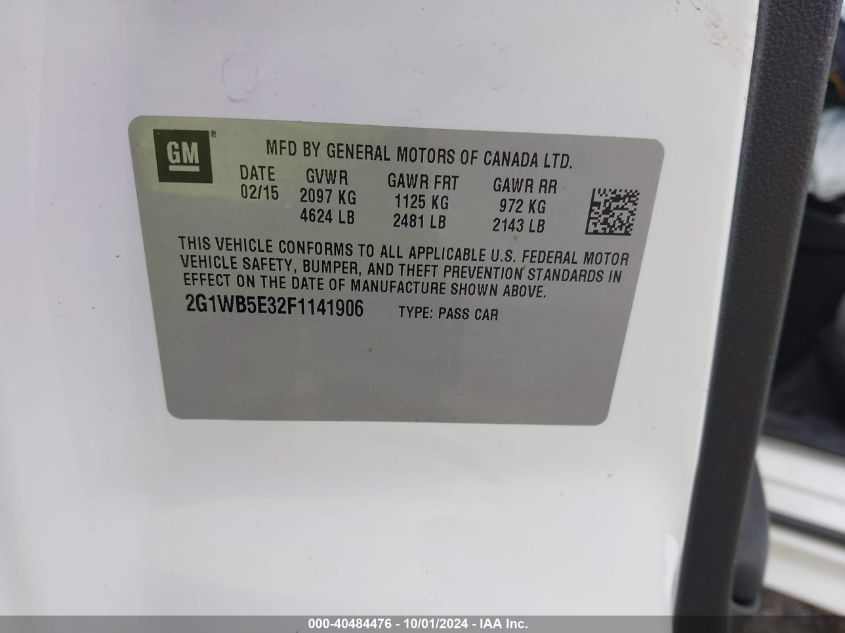 GM®
MFD BY GENERAL MOTORS OF CANADA LTD.
DATE GVWR GAWR FRT GAWR RR
02/15 2097 KG 1125 KG 972 KG
4624 LB 2481 LB 2143 LB
THIS VEHICLE CONFORMS TO ALL APPLICABLE U.S. FEDERAL MOTOR
VEHICLE SAFETY, BUMPER, AND THEFT PREVENTION STANDARDS IN
EFFECT ON THE DATE OF MANUFACTURE SHOWN ABOVE.
2G1WB5E32F1141906 TYPE: PASS CAR
000-40484476 - 10/01/2024 - IAA Inc.